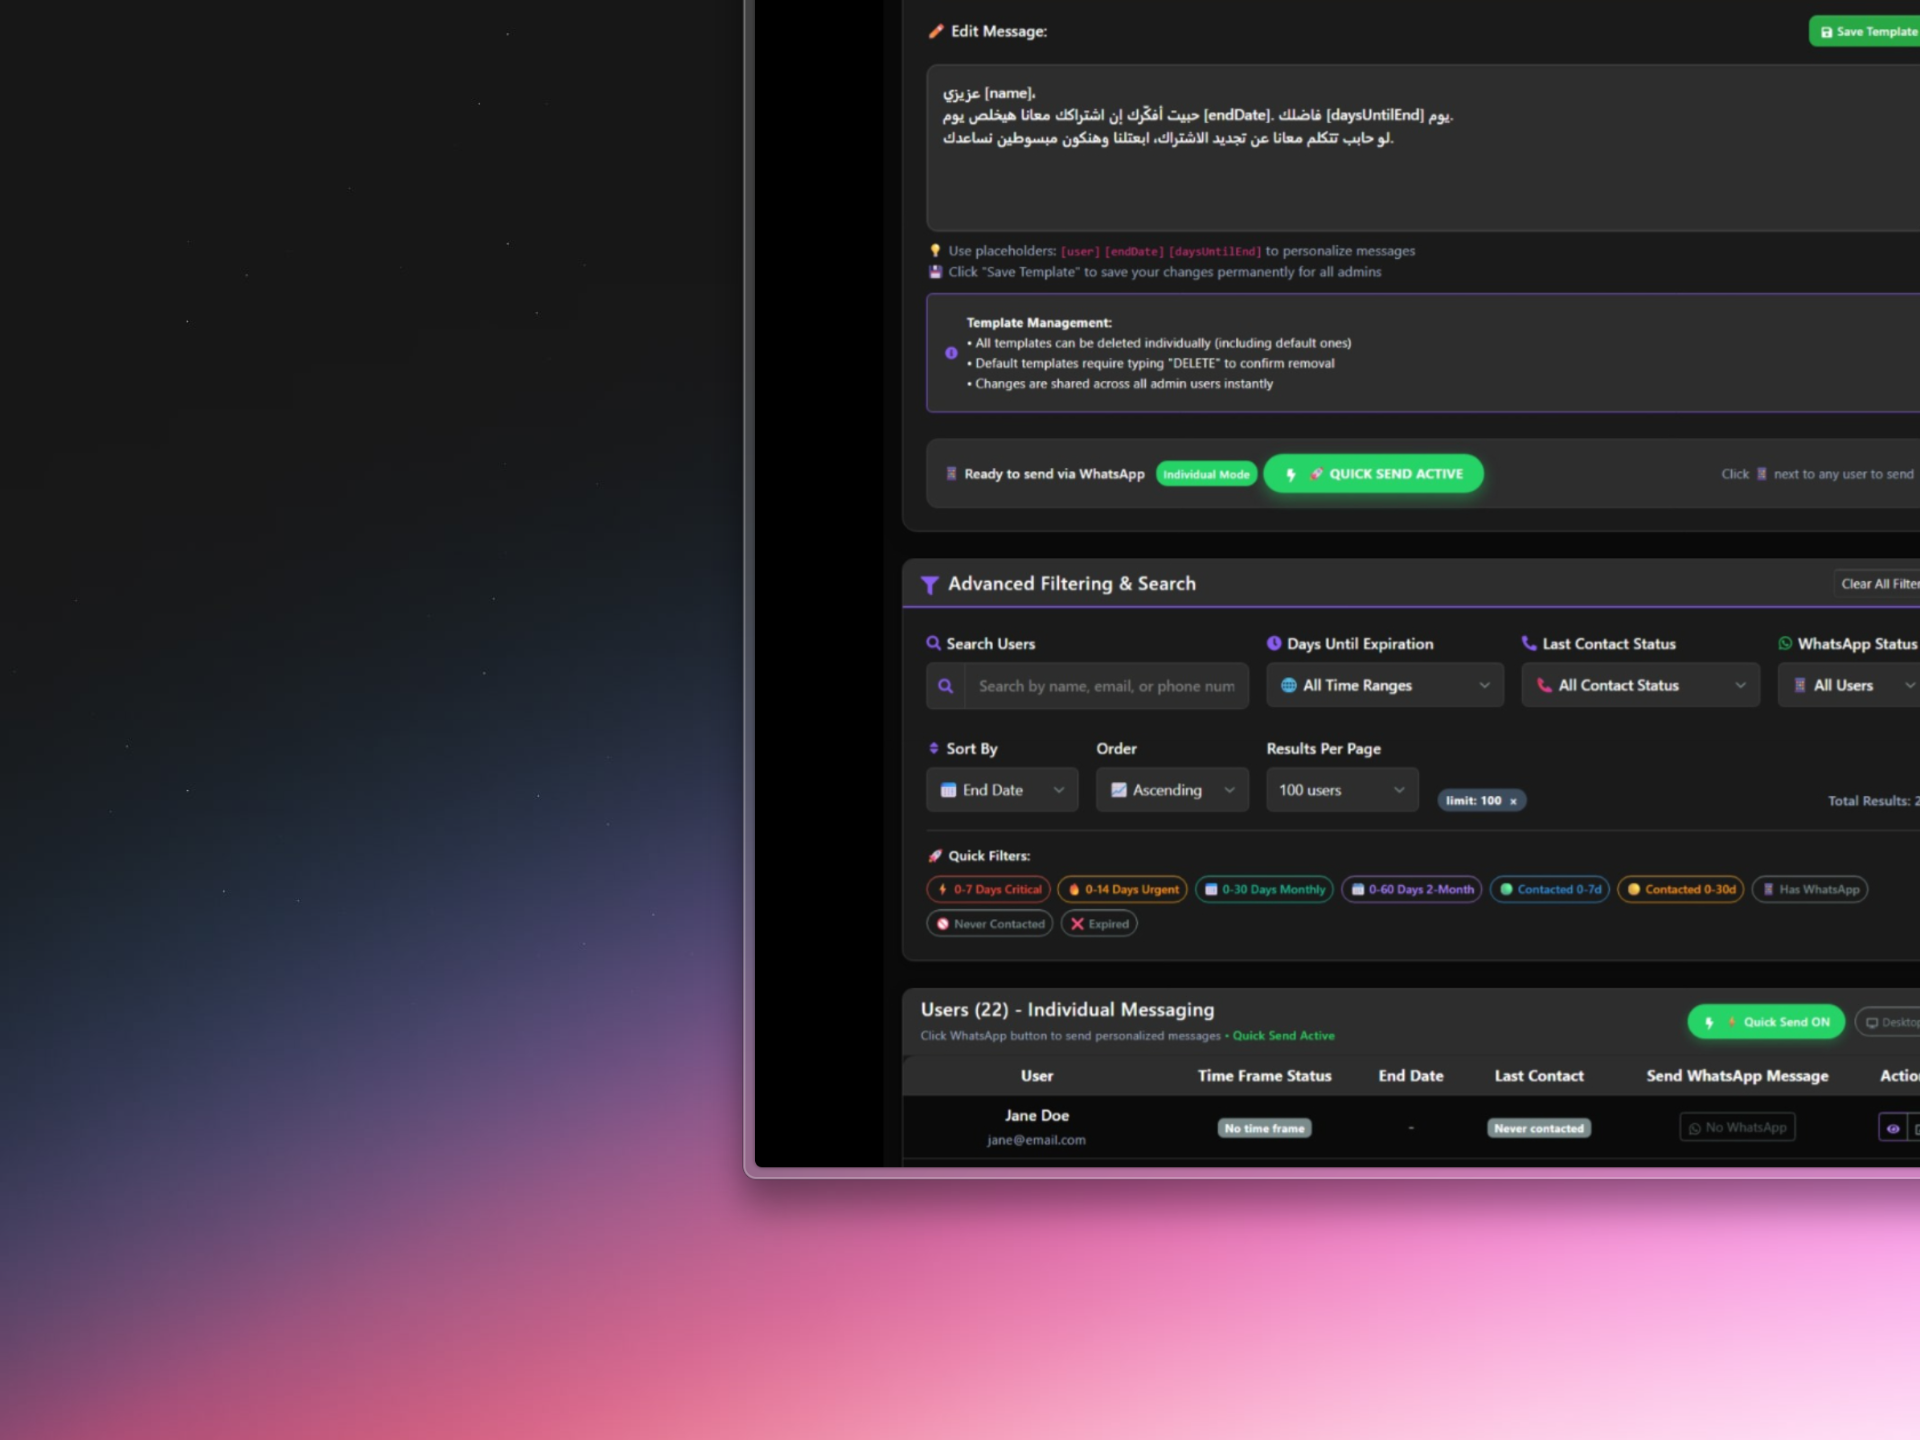 Edit Message:
Save Template
عزيزي [name]،
حبيت أفكّرك إن اشتراكك معانا هيخلص يوم [endDate]. فاضلك [daysUntilEnd] يوم.
لو حابب تتكلم معانا عن تجديد الاشتراك، ابعتلنا وهنكون مبسوطين نساعدك.
Use placeholders: [user] [endDate] [daysUntilEnd] to personalize messages
Click "Save Template" to save your changes permanently for all admins
Template Management:
• All templates can be deleted individually (including default ones)
• Default templates require typing "DELETE" to confirm removal
• Changes are shared across all admin users instantly
Ready to send via WhatsApp Individual Mode QUICK SEND ACTIVE Click next to any user to send
Advanced Filtering & Search Clear All
Search Users Days Until Expiration Last Contact Status WhatsApp Status
Search by name, email, or phone num All Time Ranges All Contact Status All Users
Sort By Order Results Per Page
End Date Ascending 100 users limit: 100 × Total Results:
Quick Filters:
0-7 Days Critical 0-14 Days Urgent 0-30 Days Monthly 0-60 Days 2-Month Contacted 0-7d Contacted 0-30d Has WhatsApp
Never Contacted Expired
Users (22) - Individual Messaging
Quick Send ON
Click WhatsApp button to send personalized messages • Quick Send Active
User Time Frame Status End Date Last Contact Send WhatsApp Message
Jane Doe
No time frame - Never contacted No WhatsApp
jane@email.com